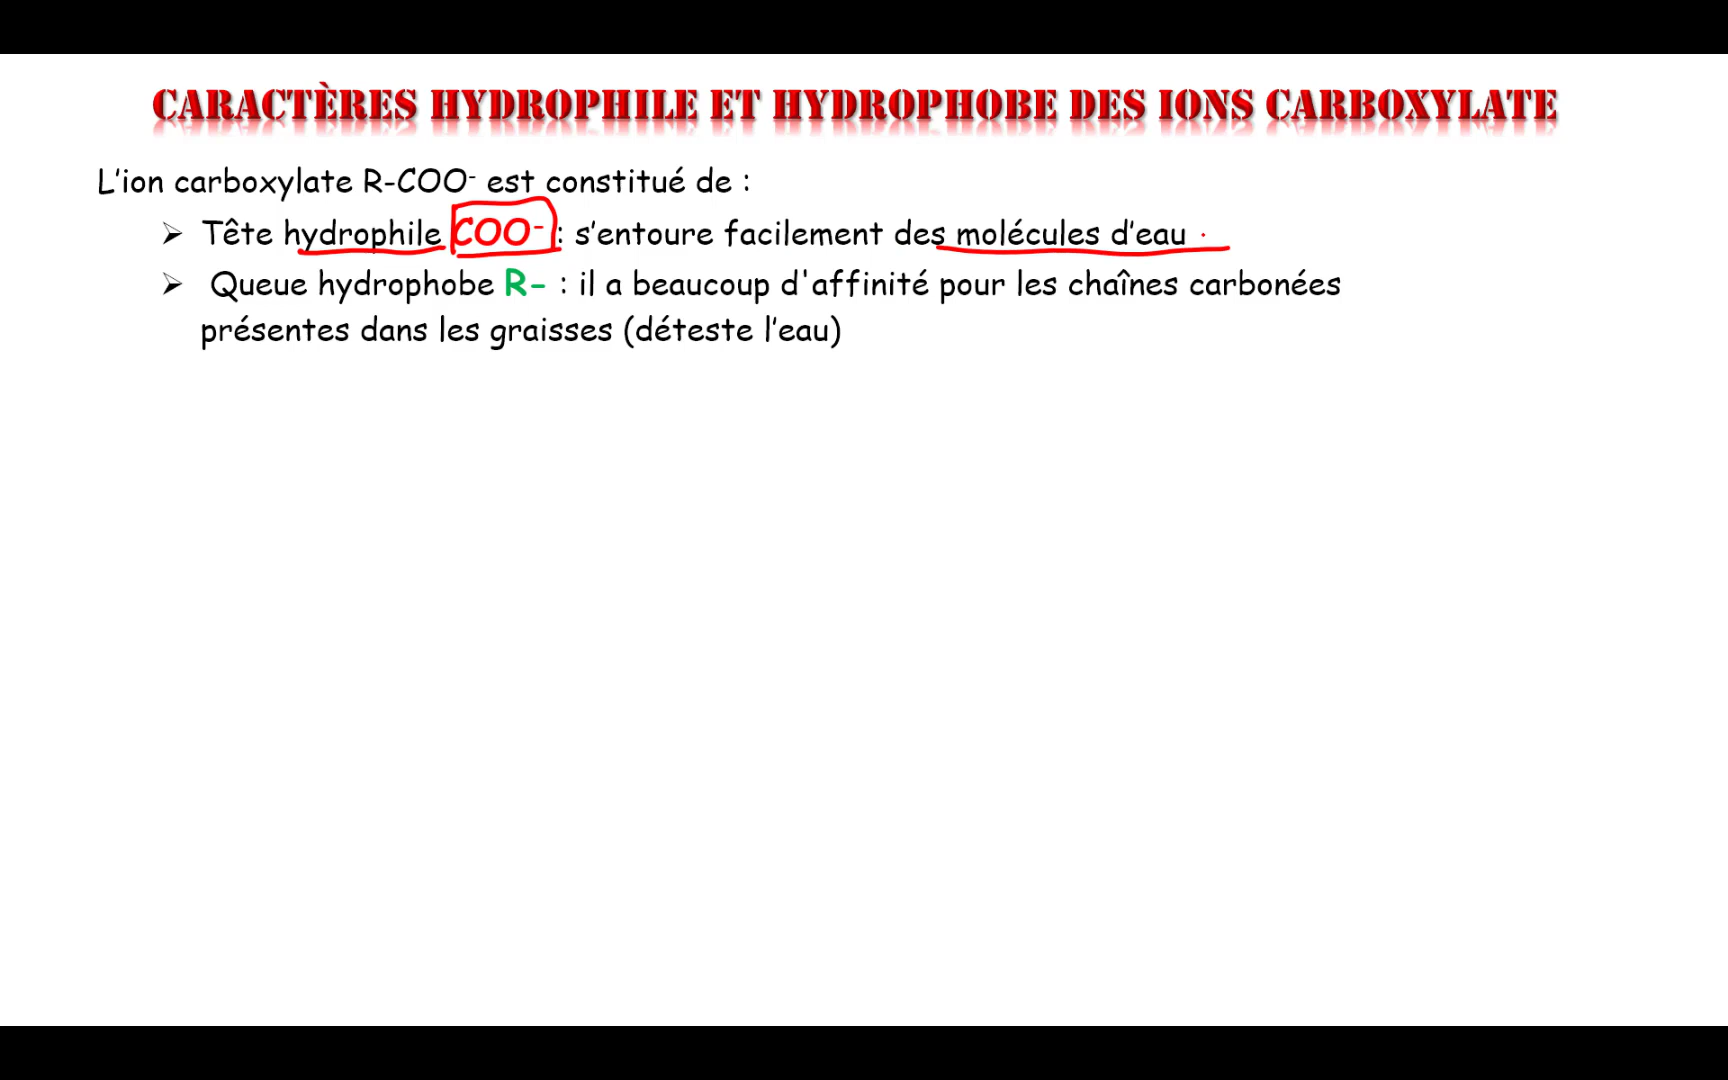 CARACTÈRES HYDROPHILE ET HYDROPHOBE DES IONS CARBOXYLATE
L'ion carboxylate R-COO⁻ est constitué de :
➢ Tête hydrophile COO⁻ : s'entoure facilement des molécules d'eau
➢ Queue hydrophobe R- : il a beaucoup d'affinité pour les chaînes carbonées
présentes dans les graisses (déteste l'eau)